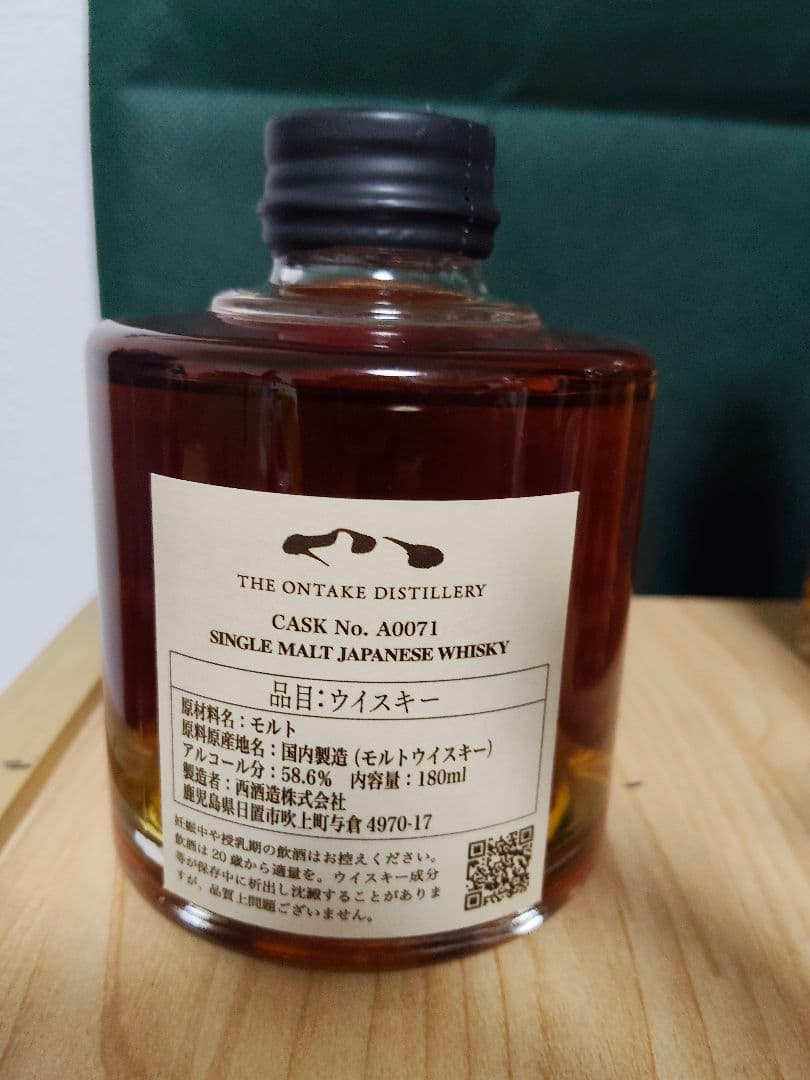 THE ONTAKE DISTILLERY
CASK No. A0071
SINGLE MALT JAPANESE WHISKY
品目：ウイスキー
原材料名：モルト
原料原産地名：国内製造（モルトウイスキー）
アルコール分：58.6% 内容量：180ml
製造者：西酒造株式会社
鹿児島県日置市吹上町与倉 4970-17
妊娠中や授乳期の飲酒はお控えください。
飲酒は20歳から適量を。ウイスキー成分
等が保存中に析出し沈澱することがありま
すが、品質上問題ございません。